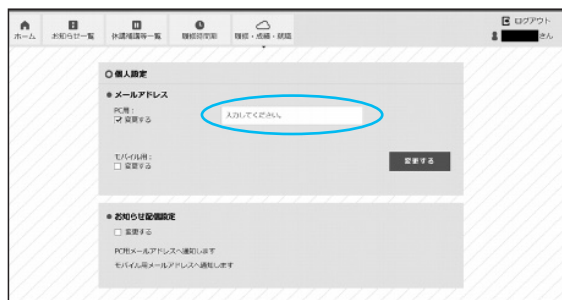 ホーム お知らせ一覧 休講補講等一覧 履修時間割 履修・成績・就職
ログアウト
さん
個人設定
メールアドレス
PC用：
変更する
入力してください。
モバイル用：
変更する
変更する
お知らせ配信設定
変更する
PC用メールアドレスへ通知します
モバイル用メールアドレスへ通知します